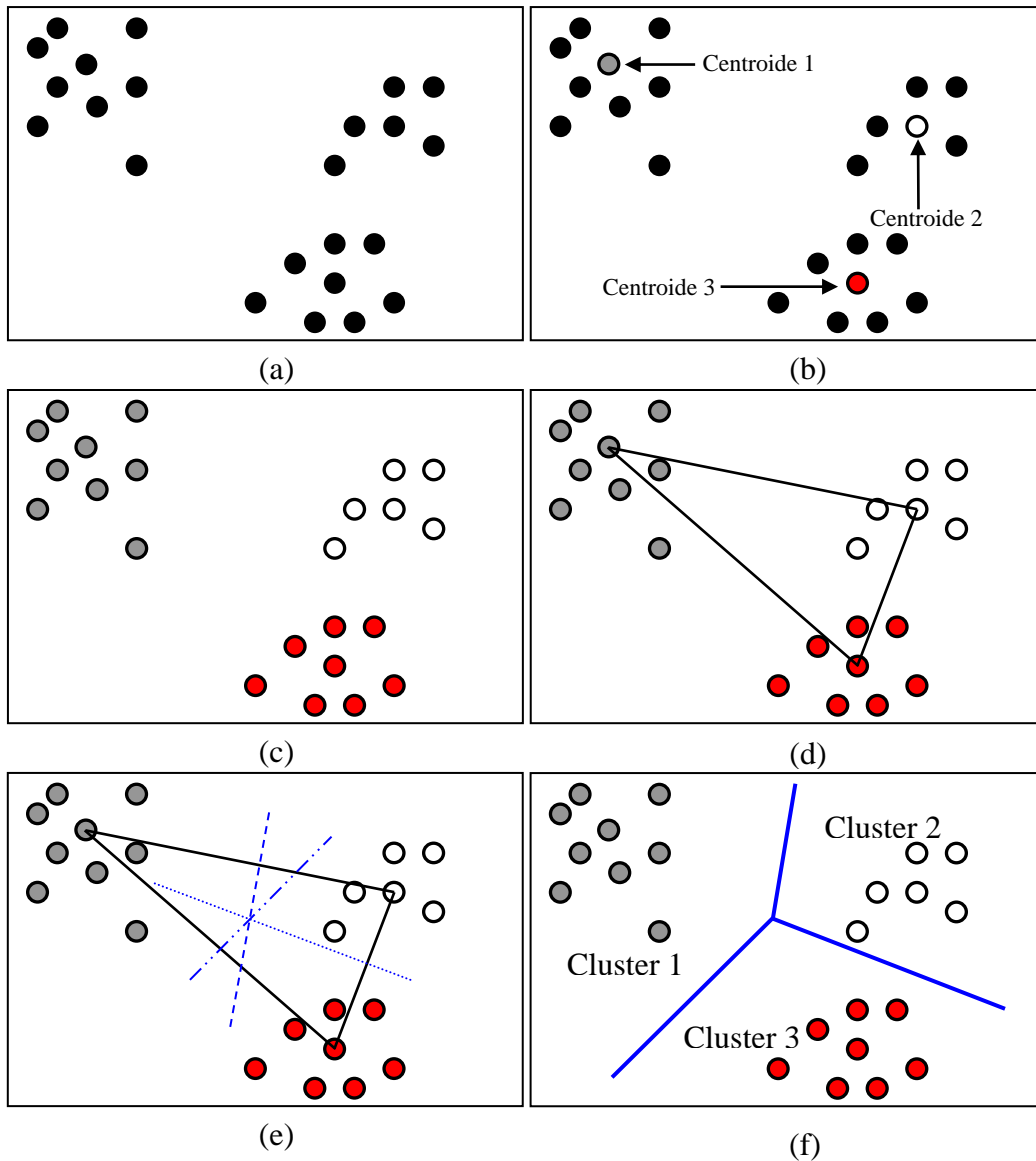 Centroide 1
Centroide 2
Centroide 3
(a)
(b)
(c)
(d)
Cluster 2
Cluster 1
Cluster 3
(e)
(f)